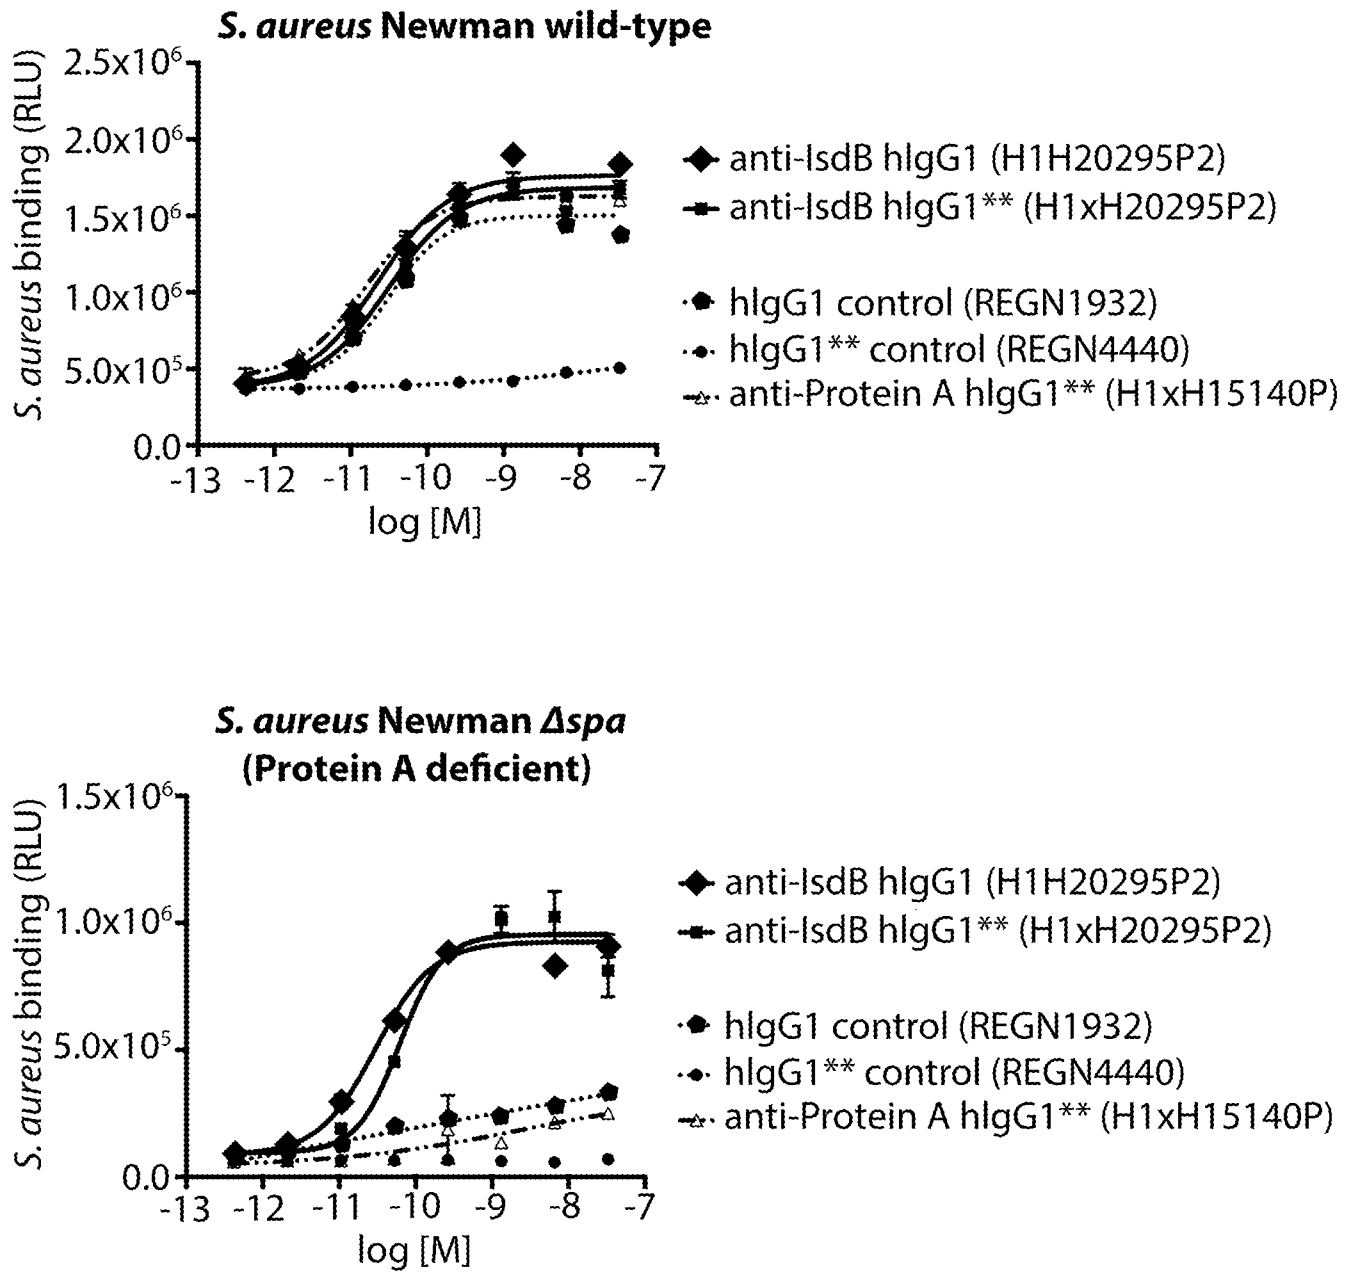 S. aureus Newman wild-type
S. aureus binding (RLU)
2.5x10⁶
2.0x10⁶
1.5x10⁶
1.0x10⁶
5.0x10⁵
0.0
-13 -12 -11 -10 -9 -8 -7
log [M]
anti-IsdB hIgG1 (H1H20295P2)
anti-IsdB hIgG1** (H1xH20295P2)
hIgG1 control (REGN1932)
hIgG1** control (REGN4440)
anti-Protein A hIgG1** (H1xH15140P)
S. aureus Newman Δspa
(Protein A deficient)
S. aureus binding (RLU)
1.5x10⁶
1.0x10⁶
5.0x10⁵
0.0
-13 -12 -11 -10 -9 -8 -7
log [M]
anti-IsdB hIgG1 (H1H20295P2)
anti-IsdB hIgG1** (H1xH20295P2)
hIgG1 control (REGN1932)
hIgG1** control (REGN4440)
anti-Protein A hIgG1** (H1xH15140P)